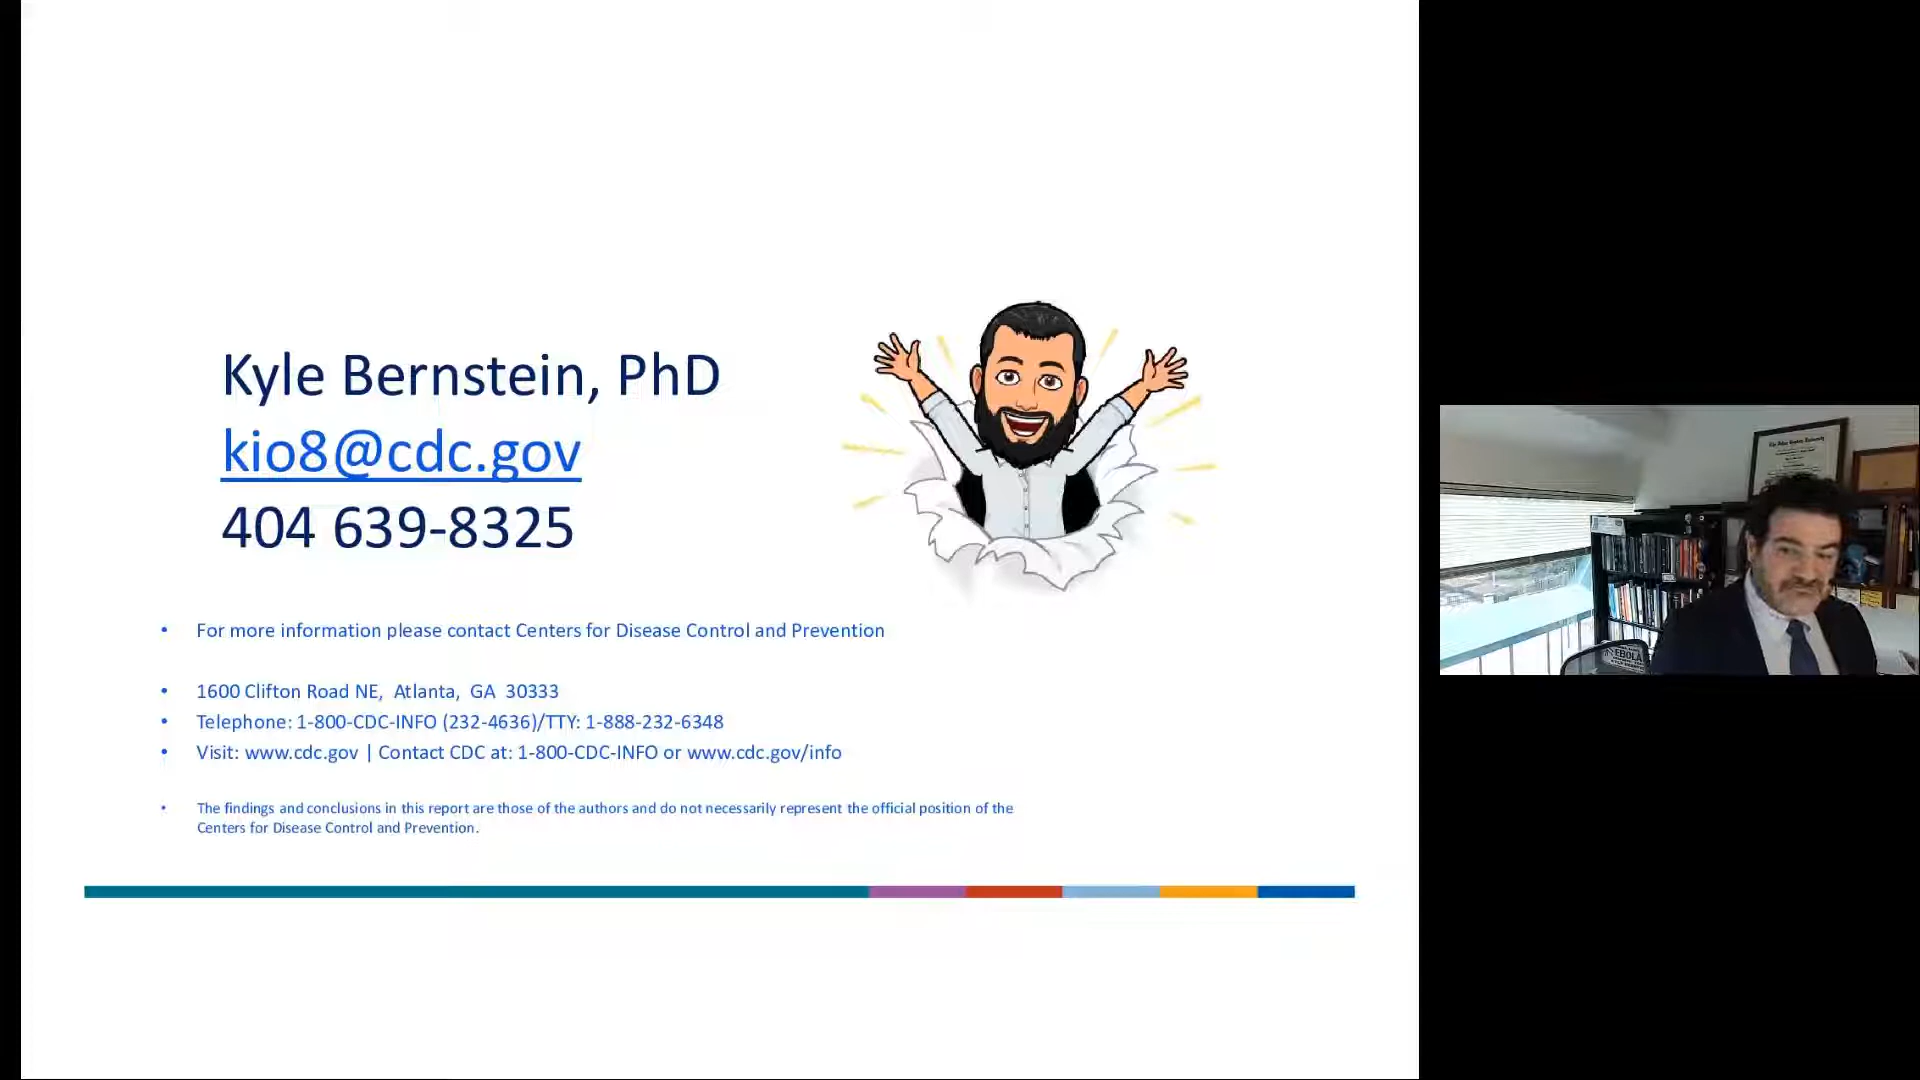 Kyle Bernstein, PhD
kio8@cdc.gov
404 639-8325
• For more information please contact Centers for Disease Control and Prevention
• 1600 Clifton Road NE, Atlanta, GA 30333
• Telephone: 1-800-CDC-INFO (232-4636)/TTY: 1-888-232-6348
• Visit: www.cdc.gov | Contact CDC at: 1-800-CDC-INFO or www.cdc.gov/info
• The findings and conclusions in this report are those of the authors and do not necessarily represent the official position of the
Centers for Disease Control and Prevention.
EBOLA